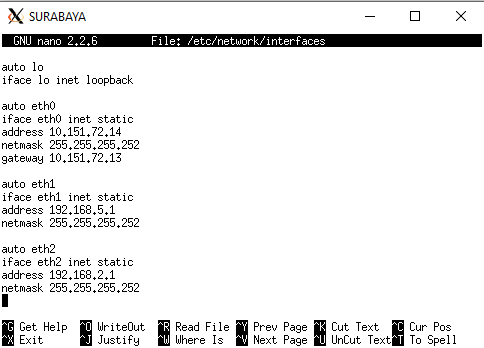 SURABAYA
GNU nano 2.2.6 File: /etc/network/interfaces
auto lo
iface lo inet loopback
auto eth0
iface eth0 inet static
address 10.151.72.14
netmask 255.255.255.252
gateway 10.151.72.13
auto eth1
iface eth1 inet static
address 192.168.5.1
netmask 255.255.255.252
auto eth2
iface eth2 inet static
address 192.168.2.1
netmask 255.255.255.252
^G Get Help ^O WriteOut ^R Read File ^Y Prev Page ^K Cut Text ^C Cur Pos
^X Exit ^J Justify ^W Where Is ^V Next Page ^U UnCut Text ^T To Spell